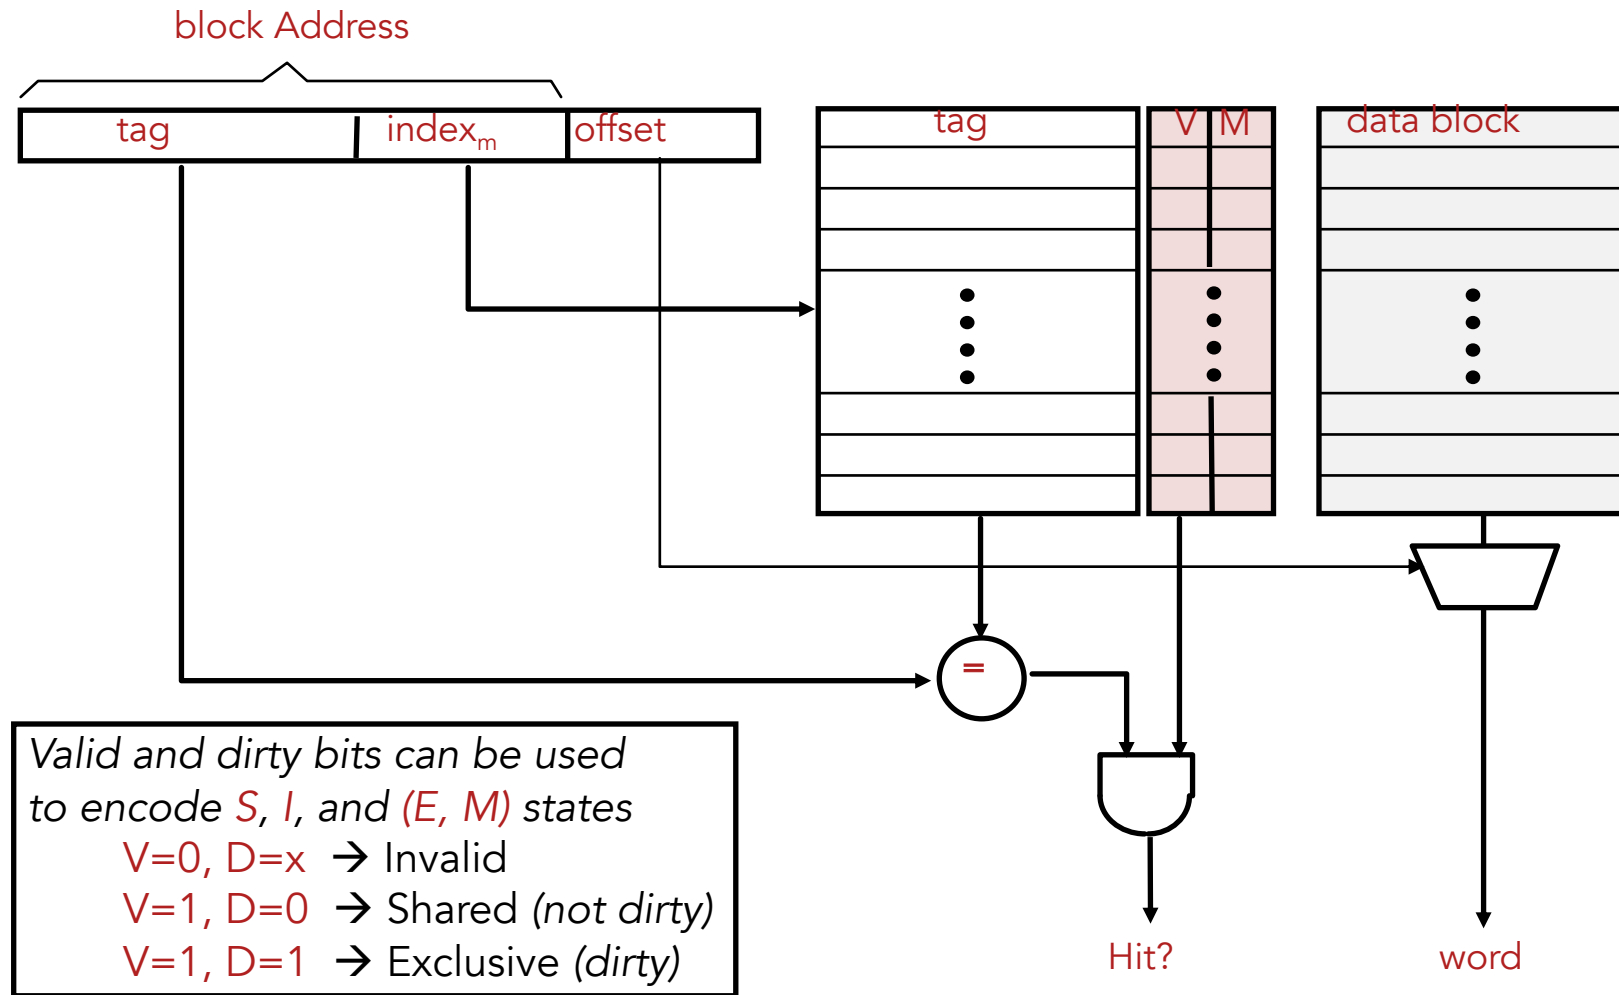 block Address
tag index_m offset
tag V M data block
=
Valid and dirty bits can be used
to encode S, I, and (E, M) states
V=0, D=x → Invalid
V=1, D=0 → Shared (not dirty)
V=1, D=1 → Exclusive (dirty)
Hit? word